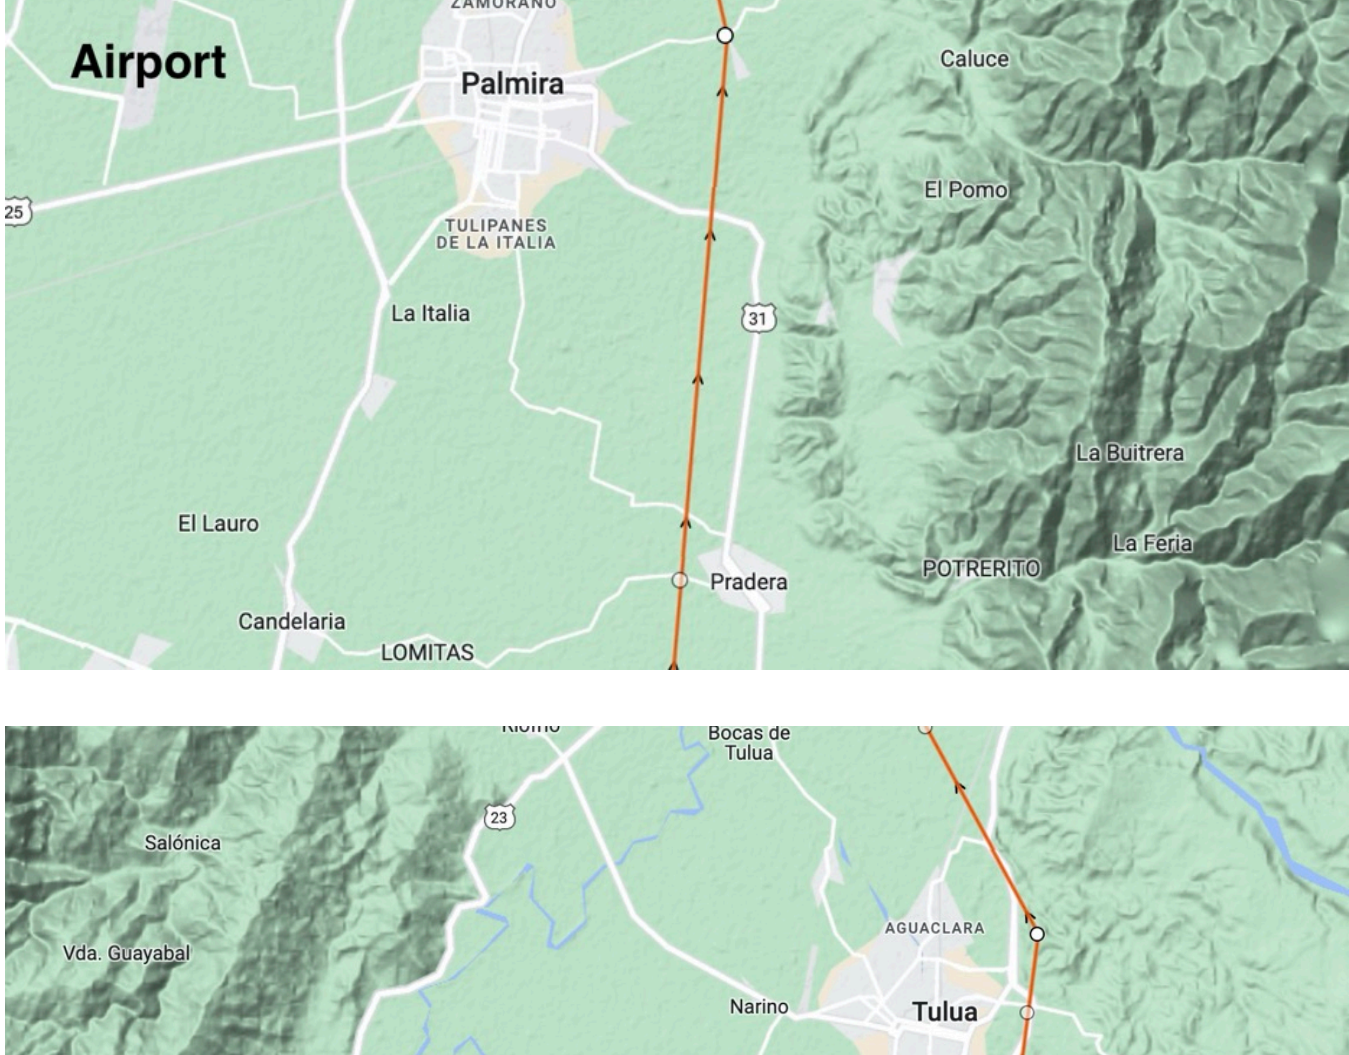 ZAMORANO
Airport
Palmira
Caluce
El Pomo
25
TULIPANES
DE LA ITALIA
La Italia
31
La Buitrera
El Lauro
La Feria
POTRERITO
Pradera
Candelaria
LOMITAS
Bocas de
Tulua
23
Salónica
AGUACLARA
Vda. Guayabal
Narino
Tulua